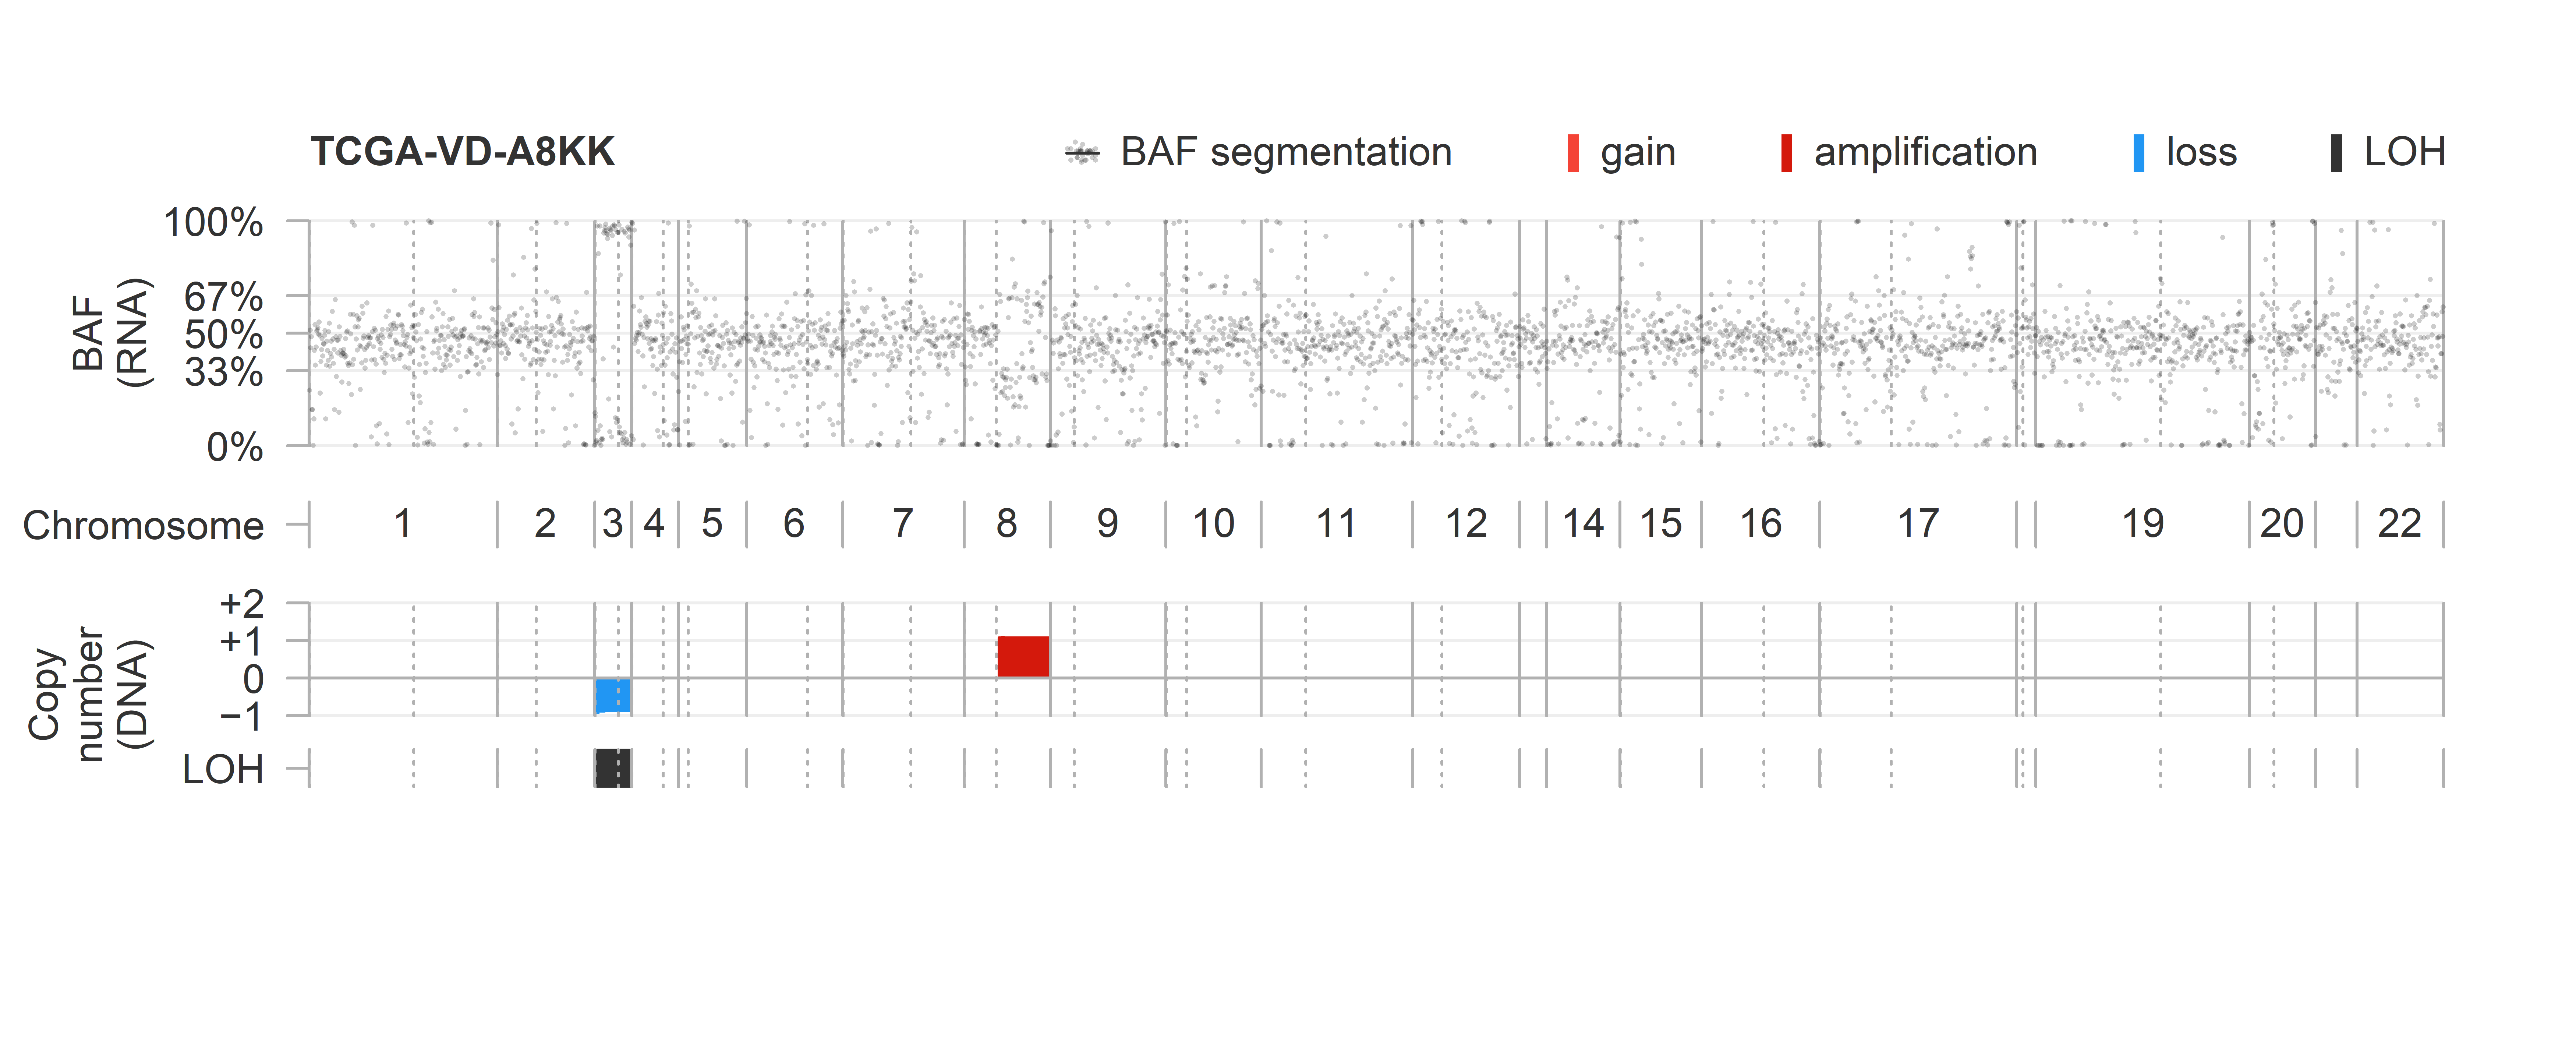 TCGA-VD-A8KK
BAF segmentation
gain
amplification
loss
LOH
BAF
(RNA)
100%
67%
50%
33%
0%
Chromosome
1 2 3 4 5 6 7 8 9 10 11 12 14 15 16 17 19 20 22
Copy
number
(DNA)
+2
+1
0
−1
LOH